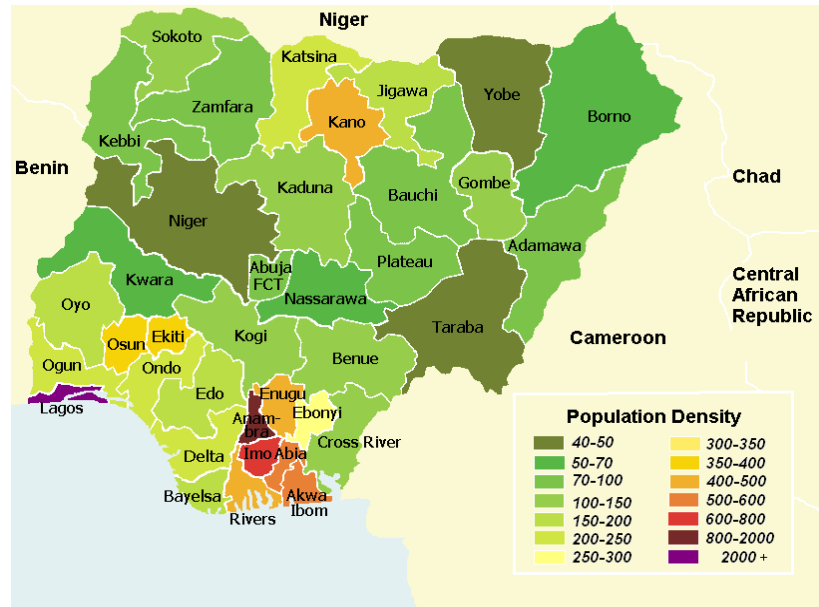 Niger
Sokoto
Katsina
Jigawa
Yobe
Zamfara
Kano
Borno
Kebbi
Benin
Kaduna
Bauchi
Gombe
Chad
Niger
Adamawa
Abuja
FCT
Plateau
Kwara
Nassarawa
Central
African
Republic
Oyo
Taraba
Osun
Ekiti
Kogi
Cameroon
Benue
Ogun
Ondo
Edo
Enugu
Lagos
Anam-
bra
Ebonyi
Cross River
Delta
Imo
Abia
Bayelsa
Akwa
Ibom
Rivers
Population Density
40-50
50-70
70-100
100-150
150-200
200-250
250-300
300-350
350-400
400-500
500-600
600-800
800-2000
2000 +